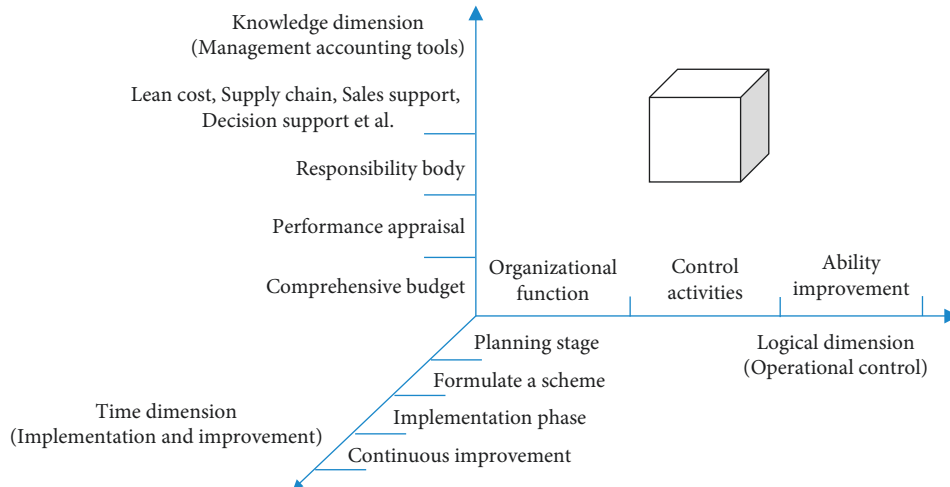 Knowledge dimension
(Management accounting tools)
Lean cost, Supply chain, Sales support,
Decision support et al.
Responsibility body
Performance appraisal
Comprehensive budget
Organizational
function
Control
activities
Ability
improvement
Logical dimension
(Operational control)
Planning stage
Formulate a scheme
Implementation phase
Continuous improvement
Time dimension
(Implementation and improvement)